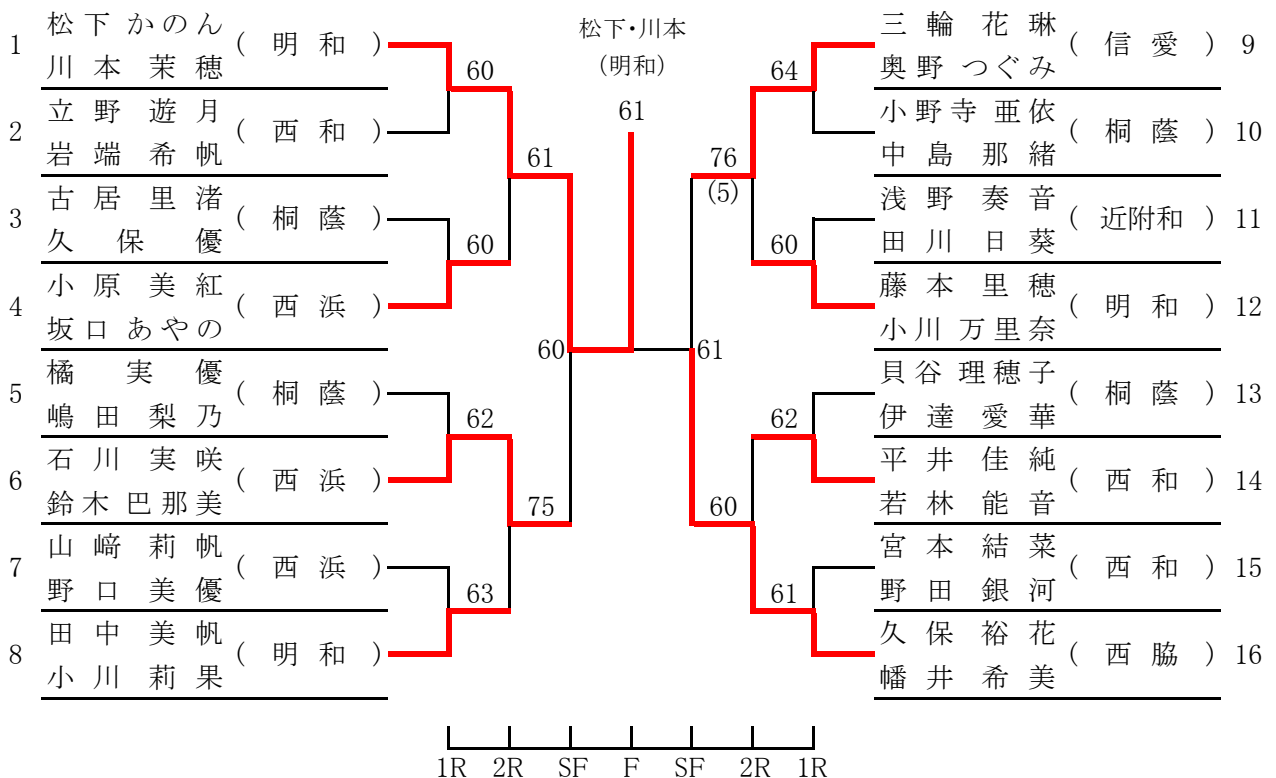 松下・川本
(明和)
61
1 松下 かのん
川本 茉穂
( 明和 )
2 立野 遊月
岩端 希帆
( 西和 )
3 古居 里渚
久保 優
( 桐蔭 )
4 小原 美紅
坂口 あやの
( 西浜 )
5 橘 実優
嶋田 梨乃
( 桐蔭 )
6 石川 実咲
鈴木 巴那美
( 西浜 )
7 山﨑 莉帆
野口 美優
( 西浜 )
8 田中 美帆
小川 莉果
( 明和 )
60
60
62
63
61
75
60
61
76
(5)
60
64
60
62
61
三輪 花琳
奥野 つぐみ
( 信愛 ) 9
小野寺 亜依
中島 那緒
( 桐蔭 ) 10
浅野 奏音
田川 日葵
( 近附和 ) 11
藤本 里穂
小川 万里奈
( 明和 ) 12
貝谷 理穂子
伊達 愛華
( 桐蔭 ) 13
平井 佳純
若林 能音
( 西和 ) 14
宮本 結菜
野田 銀河
( 西和 ) 15
久保 裕花
幡井 希美
( 西脇 ) 16
1R 2R SF F SF 2R 1R